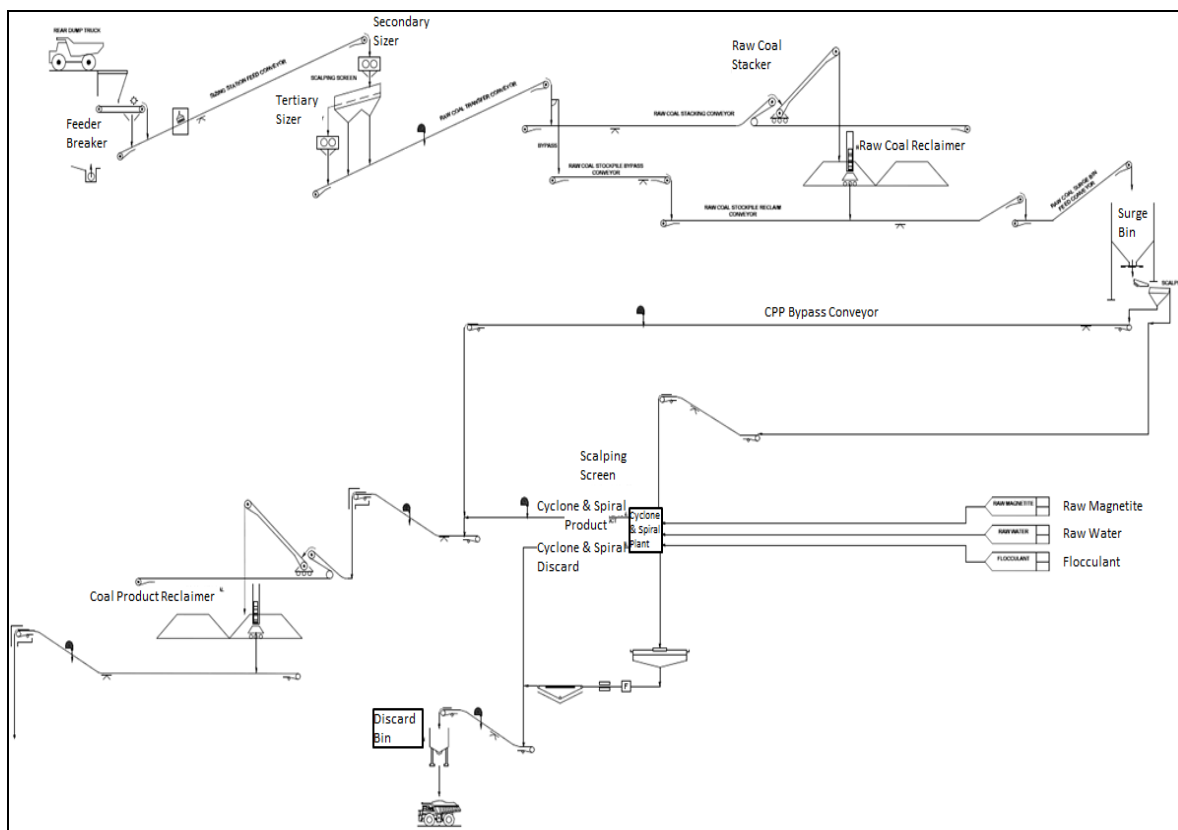 REAR DUMP TRUCK
Feeder
Breaker
SIZING STATION FEED CONVEYOR
Secondary
Sizer
SCALPING SCREEN
Tertiary
Sizer
RAW COAL TRANSFER CONVEYOR
BYPASS
RAW COAL STACKING CONVEYOR
Raw Coal
Stacker
Raw Coal Reclaimer
RAW COAL STOCKPILE BYPASS
CONVEYOR
RAW COAL STOCKPILE RECLAIM
CONVEYOR
RAW COAL SURGE BIN
FEED CONVEYOR
Surge
Bin
SCALPI
CPP Bypass Conveyor
Scalping
Screen
Cyclone & Spiral
Product
Cyclone
& Spiral
Plant
Cyclone & Spiral
Discard
RAW MAGNETITE
Raw Magnetite
RAW WATER
Raw Water
FLOCCULANT
Flocculant
Coal Product Reclaimer
F
Discard
Bin